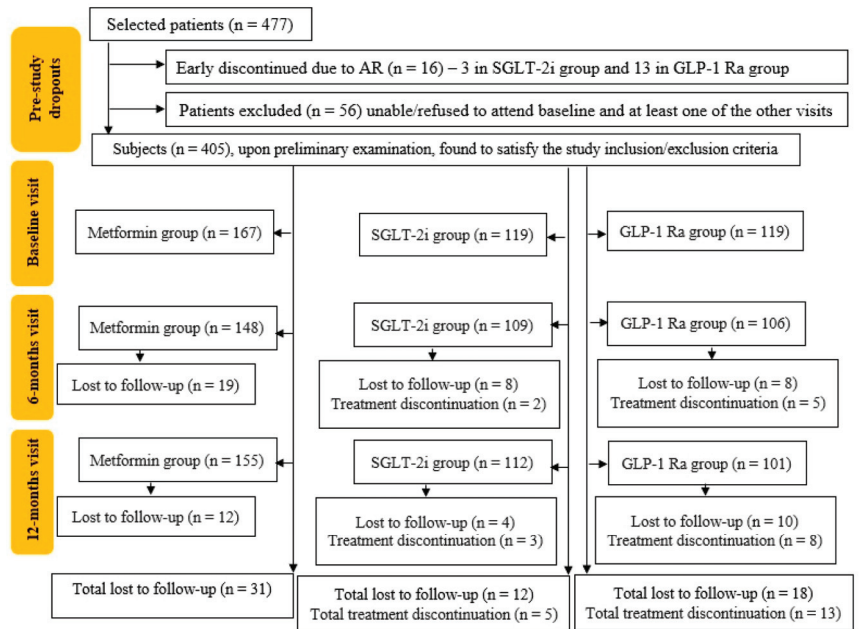 Pre-study
dropouts
Selected patients (n = 477)
Early discontinued due to AR (n = 16) – 3 in SGLT-2i group and 13 in GLP-1 Ra group
Patients excluded (n = 56) unable/refused to attend baseline and at least one of the other visits
Subjects (n = 405), upon preliminary examination, found to satisfy the study inclusion/exclusion criteria
Baseline visit
Metformin group (n = 167)
SGLT-2i group (n = 119)
GLP-1 Ra group (n = 119)
6-months visit
Metformin group (n = 148)
Lost to follow-up (n = 19)
SGLT-2i group (n = 109)
Lost to follow-up (n = 8)
Treatment discontinuation (n = 2)
GLP-1 Ra group (n = 106)
Lost to follow-up (n = 8)
Treatment discontinuation (n = 5)
12-months visit
Metformin group (n = 155)
Lost to follow-up (n = 12)
SGLT-2i group (n = 112)
Lost to follow-up (n = 4)
Treatment discontinuation (n = 3)
GLP-1 Ra group (n = 101)
Lost to follow-up (n = 10)
Treatment discontinuation (n = 8)
Total lost to follow-up (n = 31)
Total lost to follow-up (n = 12)
Total treatment discontinuation (n = 5)
Total lost to follow-up (n = 18)
Total treatment discontinuation (n = 13)